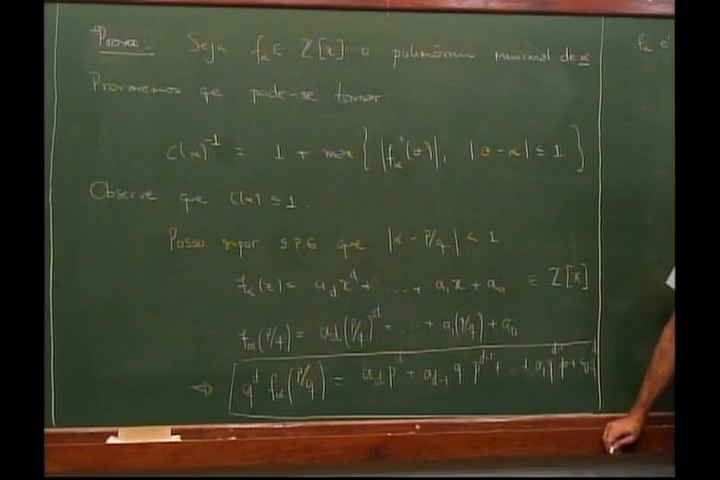 Prova: Seja f_α ∈ Z[x] o polinômio minimal de α
Provaremos que pode-se tomar
c(α)^{-1} = 1 + max { |f_α'(θ)|, |θ-α| ≤ 1 }
Observe que c(α) ≤ 1.
Posso supor S.P.G que |α - p/q| < 1
f_α(x) = a_d x^d + ... + a_1 x + a_0 ∈ Z[x]
f_α(p/q) = a_d (p/q)^d + ... + a_1 (p/q) + a_0
⇒ q^d f_α(p/q) = a_d p^d + a_{d-1} q p^{d-1} + ... + a_1 q^{d-1} p + a_0 q^d
f_α é